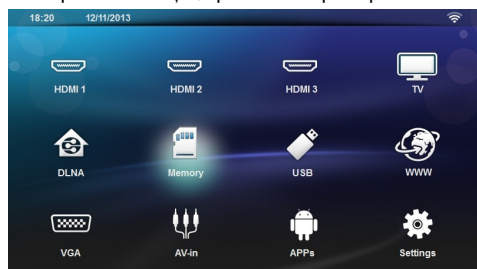 18:20 12/11/2013
HDMI 1 HDMI 2 HDMI 3 TV
DLNA Memory USB WWW
VGA AV-in APPs Settings